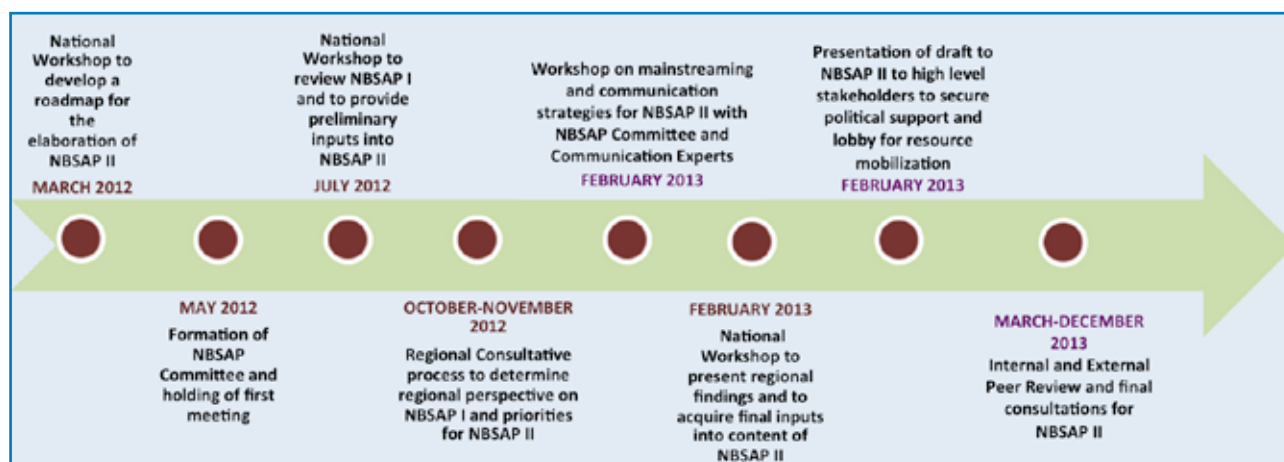 National
Workshop to
develop a
roadmap for
the
elaboration of
NBSAP II
MARCH 2012
MAY 2012
Formation of
NBSAP
Committee and
holding of first
meeting
National
Workshop to
review NBSAP I
and to provide
preliminary
inputs into
NBSAP II
JULY 2012
OCTOBER-NOVEMBER
2012
Regional Consultative
process to determine
regional perspective on
NBSAP I and priorities
for NBSAP II
Workshop on mainstreaming
and communication
strategies for NBSAP II with
NBSAP Committee and
Communication Experts
FEBRUARY 2013
FEBRUARY 2013
National
Workshop to
present regional
findings and to
acquire final inputs
into content of
NBSAP II
Presentation of draft to
NBSAP II to high level
stakeholders to secure
political support and
lobby for resource
mobilization
FEBRUARY 2013
MARCH-DECEMBER
2013
Internal and External
Peer Review and final
consultations for
NBSAP II